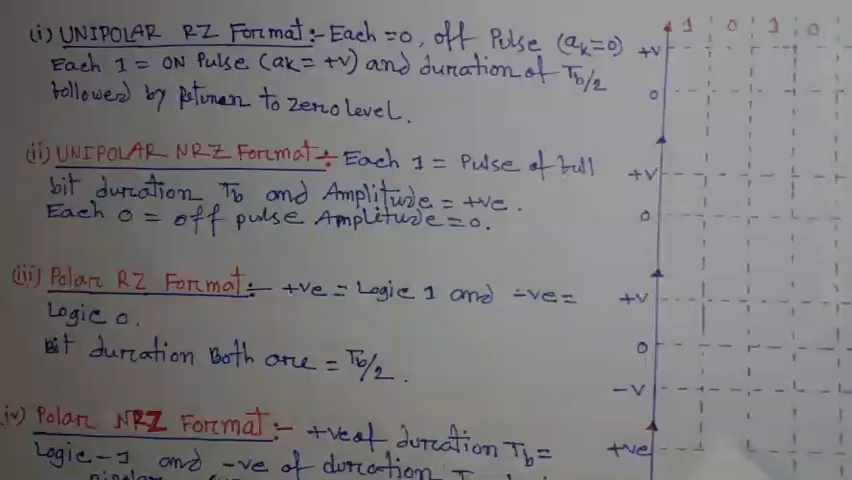 (i) UNIPOLAR RZ Format:- Each =0, off Pulse (ak=0)
Each 1 = ON Pulse (ak= +V) and duration of Tb/2
followed by Return to zero level.
(ii) UNIPOLAR NRZ Format:- Each 1 = Pulse of full
bit duration Tb and Amplitude = +ve.
Each 0 = off pulse Amplitude = 0.
(iii) Polar RZ Format:- +ve = Logic 1 and -ve =
Logic 0.
Bit duration Both are = Tb/2.
(iv) Polar NRZ Format:- +ve of duration Tb =
Logic-1 and -ve of duration
1 0 1 0
+V
0
+V
0
+V
0
-V
+ve